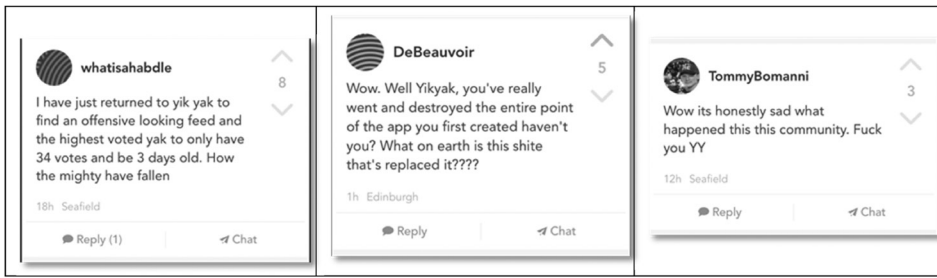 whatisahabdle
8
I have just returned to yik yak to
find an offensive looking feed and
the highest voted yak to only have
34 votes and be 3 days old. How
the mighty have fallen
18h Seafield
Reply (1) Chat
DeBeauvoir
5
Wow. Well Yikyak, you've really
went and destroyed the entire point
of the app you first created haven't
you? What on earth is this shite
that's replaced it????
1h Edinburgh
Reply Chat
TommyBomanni
3
Wow its honestly sad what
happened this this community. Fuck
you YY
12h Seafield
Reply Chat